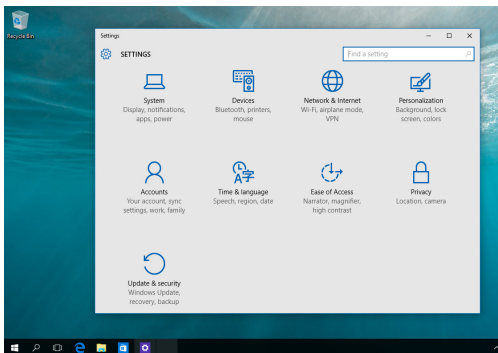 Recycle Bin
Settings
SETTINGS
Find a setting
System
Display, notifications,
apps, power
Devices
Bluetooth, printers,
mouse
Network & Internet
Wi-Fi, airplane mode,
VPN
Personalization
Background, lock
screen, colors
Accounts
Your account, sync
settings, work, family
Time & language
Speech, region, date
Ease of Access
Narrator, magnifier,
high contrast
Privacy
Location, camera
Update & security
Windows Update,
recovery, backup